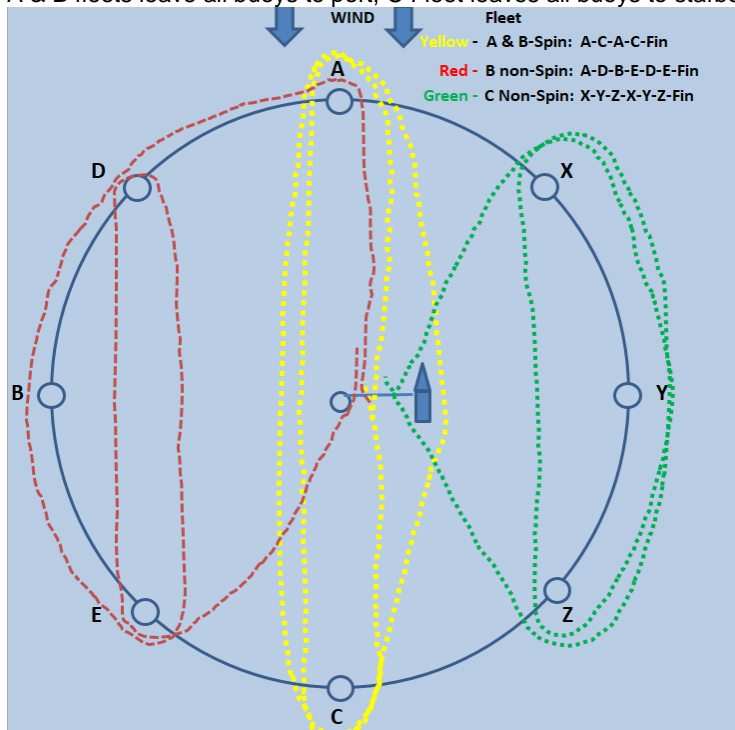 A & fleets leave all buoys to port, C Fleet leaves all buoys to
WIND
Fleet
Yellow - A & B-Spin: A-C-A-C-Fin
Red - B non-Spin: A-D-B-E-D-E-Fin
Green - C Non-Spin: X-Y-Z-X-Y-Z-Fin
A
D
X
B
Y
E
Z
C